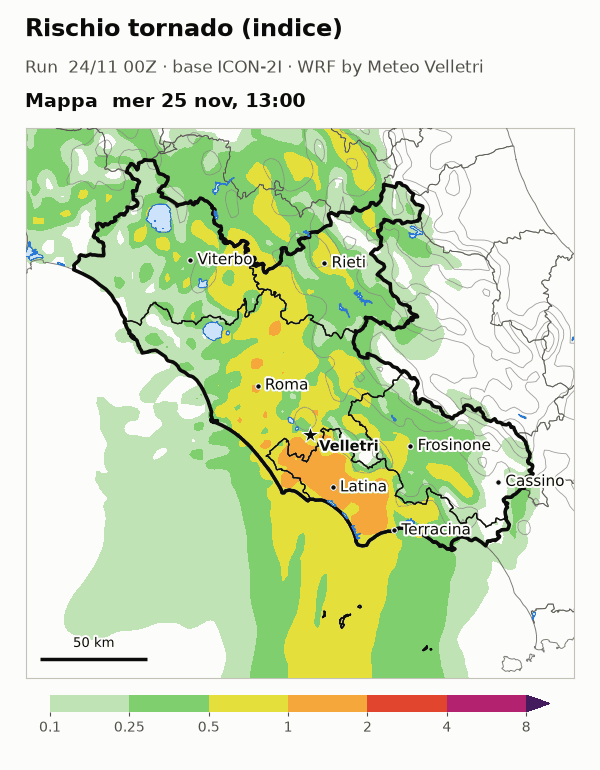 Rischio tornado (indice)
Run 24/11 00Z · base ICON-2I · WRF by Meteo Velletri
Mappa mer 25 nov, 13:00
Viterbo
Rieti
Roma
Velletri
Frosinone
Cassino
Latina
Terracina
50 km
0.1 0.25 0.5 1 2 4 8